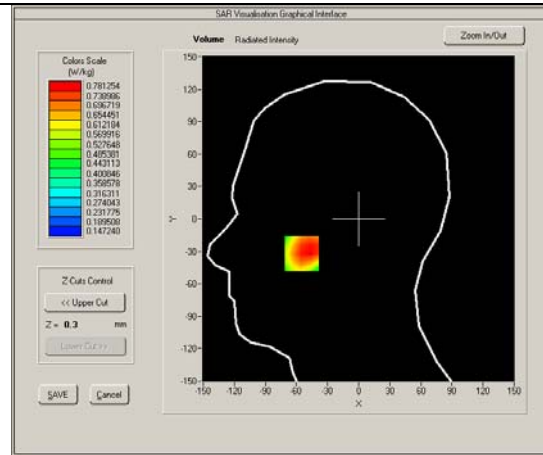 SAR Visualisation Graphical Interface
Volume Radiated Intensity
Zoom In/Out
Colors Scale
(W/kg)
0.781254
0.738986
0.696719
0.654451
0.612184
0.569916
0.527648
0.485381
0.443113
0.400846
0.358578
0.316311
0.274043
0.231775
0.189508
0.147240
Z Cuts Control
<< Upper Cut
Z = 0.3 mm
Lower Cut >>
SAVE Cancel
150
120
90
60
30
0
-30
-60
-90
-120
-150
Y
-150 -120 -90 -60 -30 0 30 60 90 120 150
X